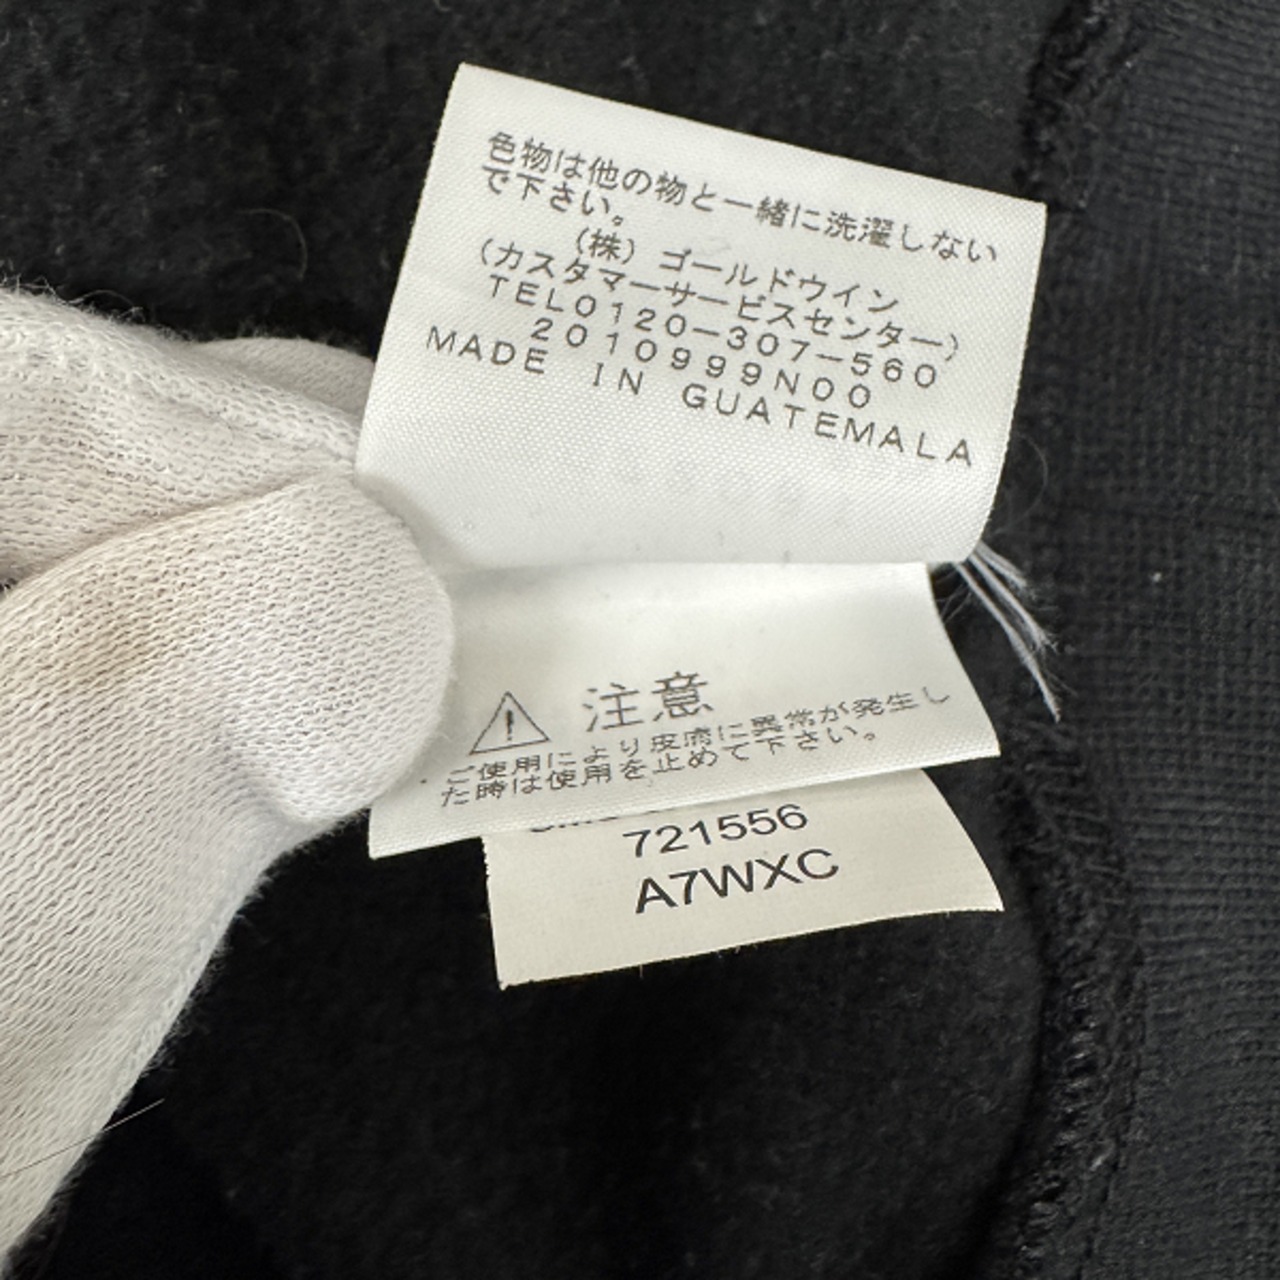 色物は他の物と一緒に洗濯しない
で下さい。
(株) ゴールドウイン
(カスタマーサービスセンター)
TEL0120-307-560
2010999N00
MADE IN GUATEMALA
注意
・ご使用により皮膚に異常が発生し
た時は使用を止めて下さい。
721556
A7WXC